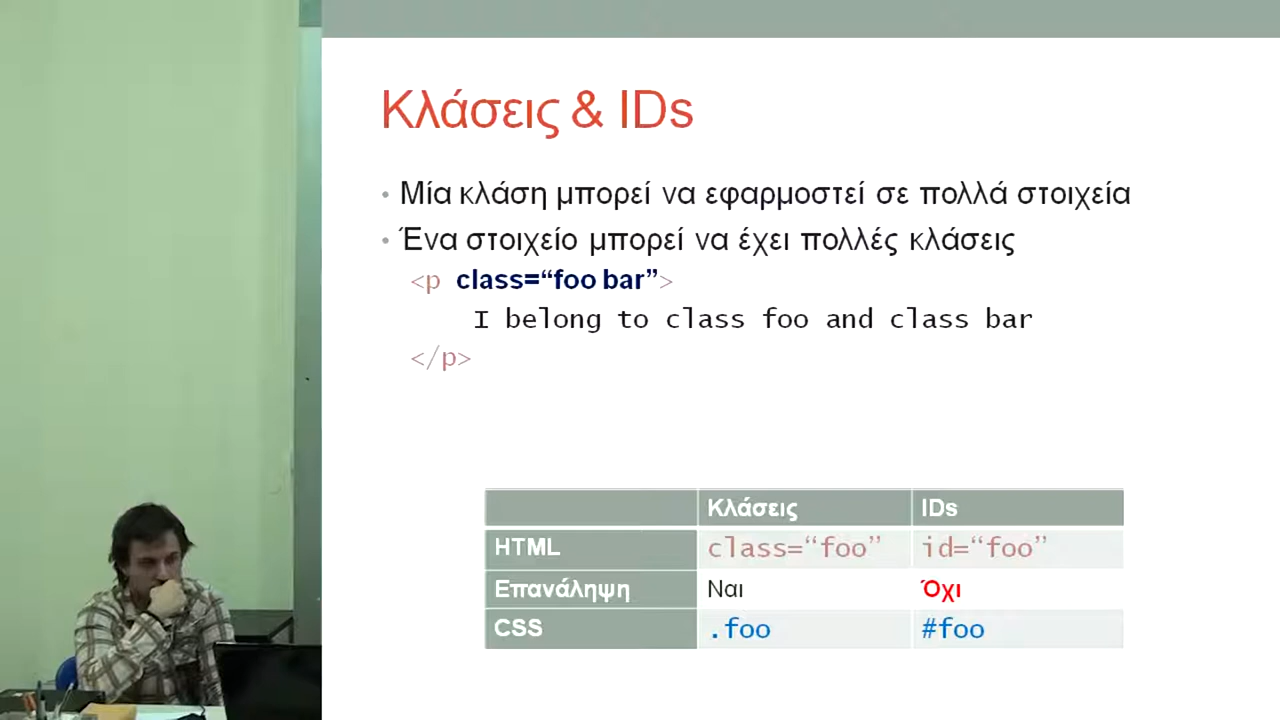 Κλάσεις & IDs
• Μία κλάση μπορεί να εφαρμοστεί σε πολλά στοιχεία
• Ένα στοιχείο μπορεί να έχει πολλές κλάσεις
<p class=“foo bar”>
I belong to class foo and class bar
</p>
Κλάσεις IDs
HTML class=“foo” id=“foo”
Επανάληψη Ναι Όχι
CSS .foo #foo